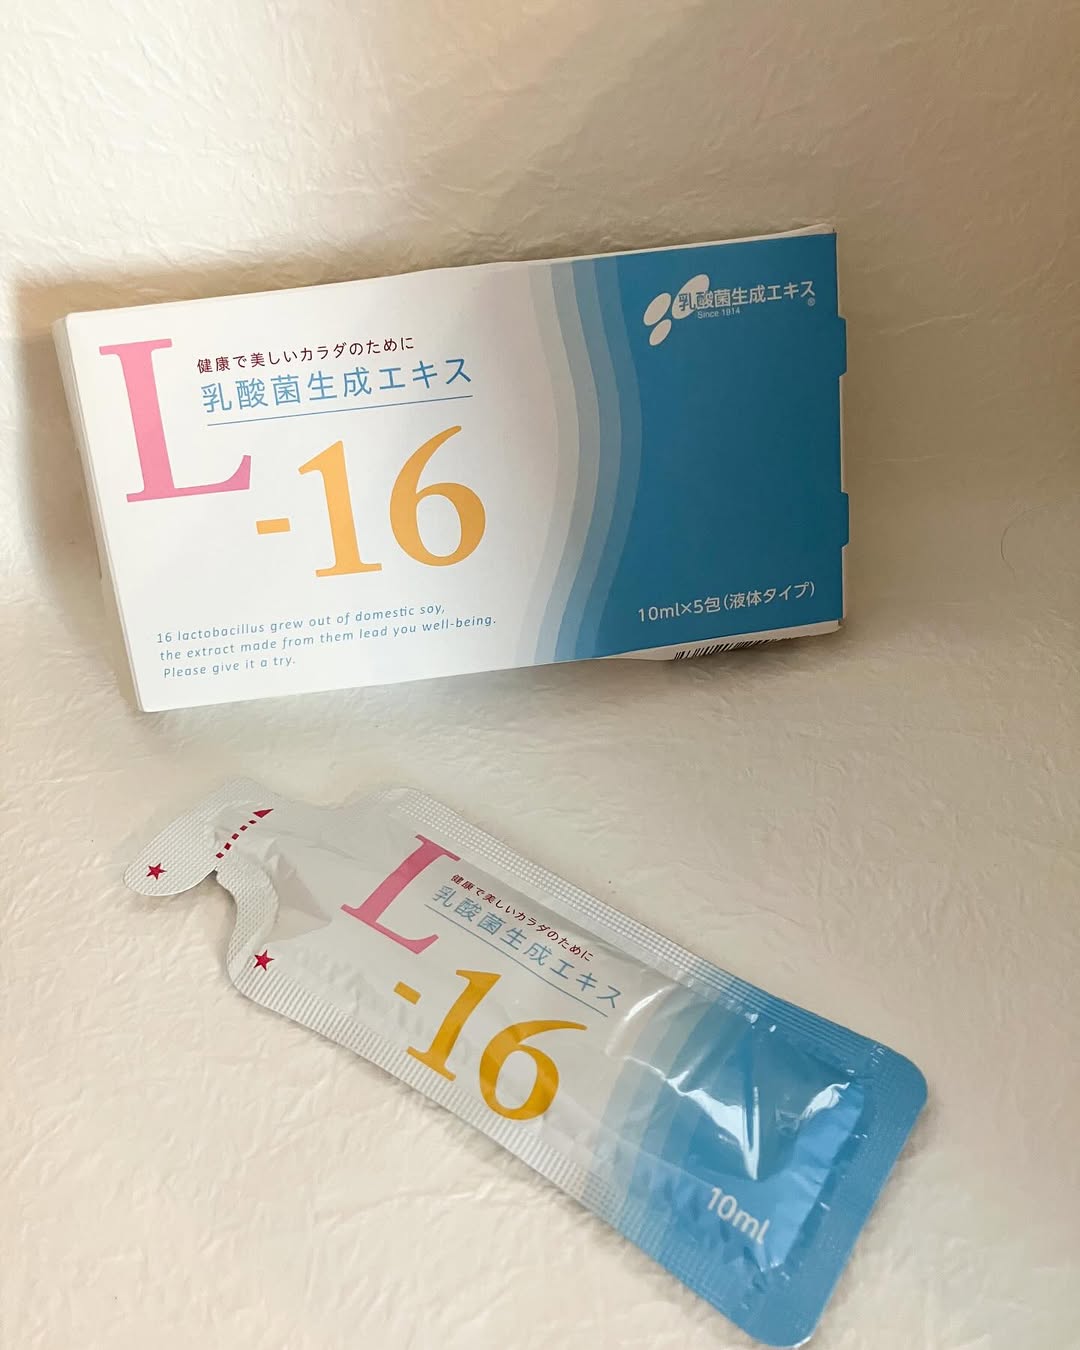 乳酸菌生成エキス®
Since 1914
健康で美しいカラダのために
乳酸菌生成エキス
L
-16
16 lactobacillus grew out of domestic soy,
the extract made from them lead you well-being.
Please give it a try.
10ml×5包(液体タイプ)
L
健康で美しいカラダのために
乳酸菌生成エキス
-16
10ml